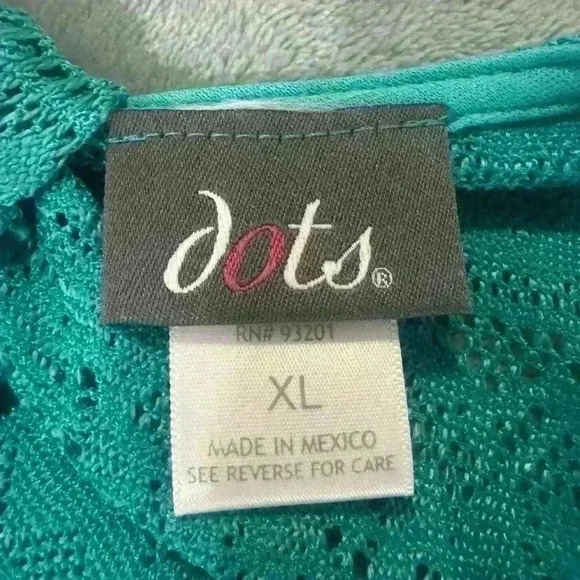 dots®
RN# 93201
XL
MADE IN MEXICO
SEE REVERSE FOR CARE